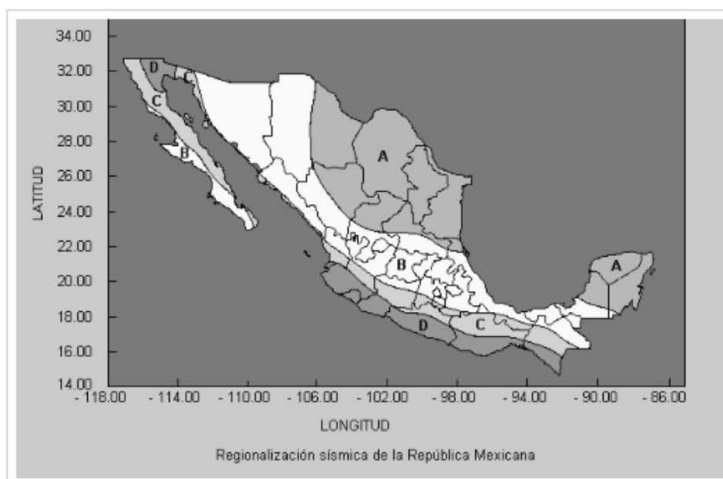 34.00
32.00
30.00
28.00
26.00
24.00
22.00
20.00
18.00
16.00
14.00
LATITUD
D
C
C
B
A
B
A
C
D
- 118.00 - 114.00 - 110.00 - 106.00 - 102.00 - 98.00 - 94.00 - 90.00 - 86.00
LONGITUD
Regionalización sísmica de la República Mexicana